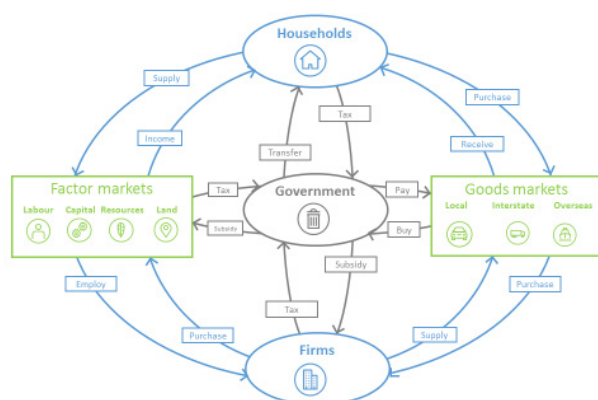 Households
Supply
Purchase
Tax
Income
Receive
Transfer
Factor markets
Labour Capital Resources Land
Tax
Government
Pay
Goods markets
Local Interstate Overseas
Subsidy
Buy
Subsidy
Employ
Purchase
Tax
Purchase
Supply
Firms